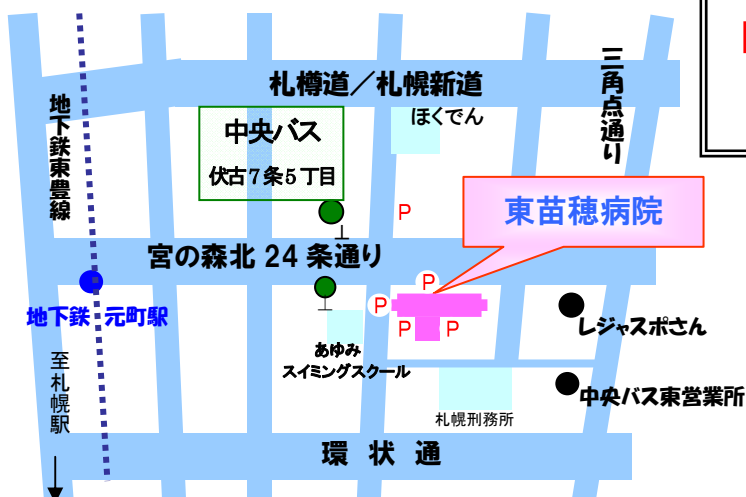 札樽道／札幌新道
三角点通り
ほくでん
地下鉄東豊線
中央バス
伏古７条５丁目
P
東苗穂病院
宮の森北 24 条通り
P
P
地下鉄 元町駅
P
P
レジャスポさん
あゆみ
スイミングスクール
至札幌駅
中央バス東営業所
札幌刑務所
環 状 通